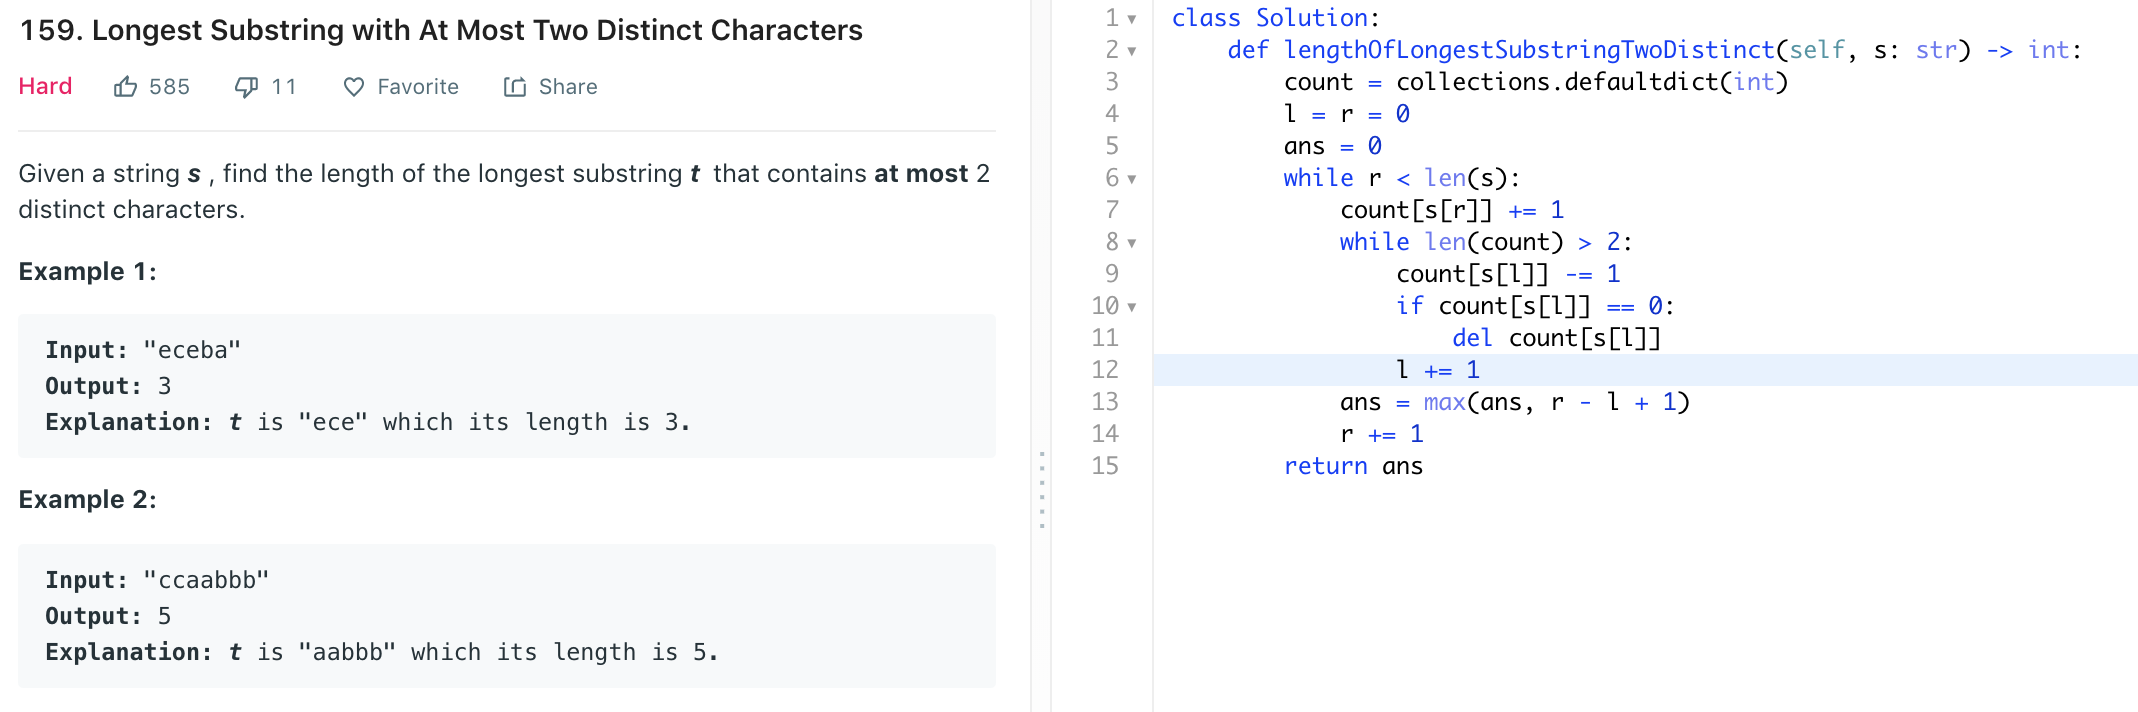 159. Longest Substring with At Most Two Distinct Characters
Hard 585 11 Favorite Share
Given a string s , find the length of the longest substring t that contains at most 2
distinct characters.
Example 1:
Input: "eceba"
Output: 3
Explanation: t is "ece" which its length is 3.
Example 2:
Input: "ccaabbb"
Output: 5
Explanation: t is "aabbb" which its length is 5.
1 class Solution:
2     def lengthOfLongestSubstringTwoDistinct(self, s: str) -> int:
3         count = collections.defaultdict(int)
4         l = r = 0
5         ans = 0
6         while r < len(s):
7             count[s[r]] += 1
8             while len(count) > 2:
9                 count[s[l]] -= 1
10                 if count[s[l]] == 0:
11                     del count[s[l]]
12                 l += 1
13             ans = max(ans, r - l + 1)
14             r += 1
15         return ans